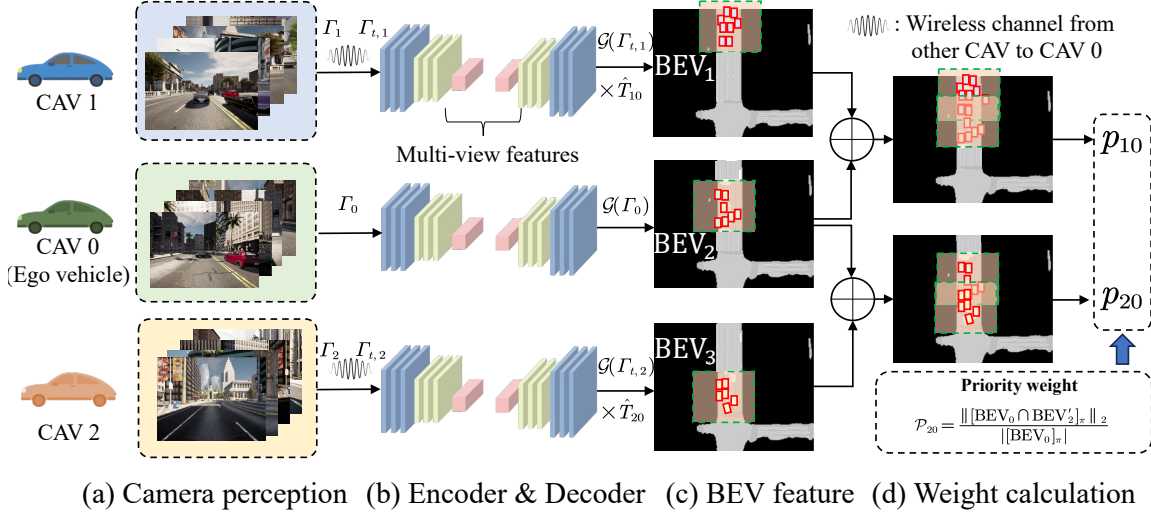 : Wireless channel from
other CAV to CAV 0
CAV 1
Γ₁ Γₜ,₁
𝒢(Γₜ,₁)
× T̂₁₀
BEV₁
Multi-view features
p₁₀
CAV 0
(Ego vehicle)
Γ₀
𝒢(Γ₀)
BEV₂
p₂₀
CAV 2
Γ₂ Γₜ,₂
𝒢(Γₜ,₂)
× T̂₂₀
BEV₃
Priority weight
𝒫₂₀ = ‖[BEV₀ ∩ BEV′₂]π‖₂ / |[BEV₀]π|
(a) Camera perception (b) Encoder & Decoder (c) BEV feature (d) Weight calculation